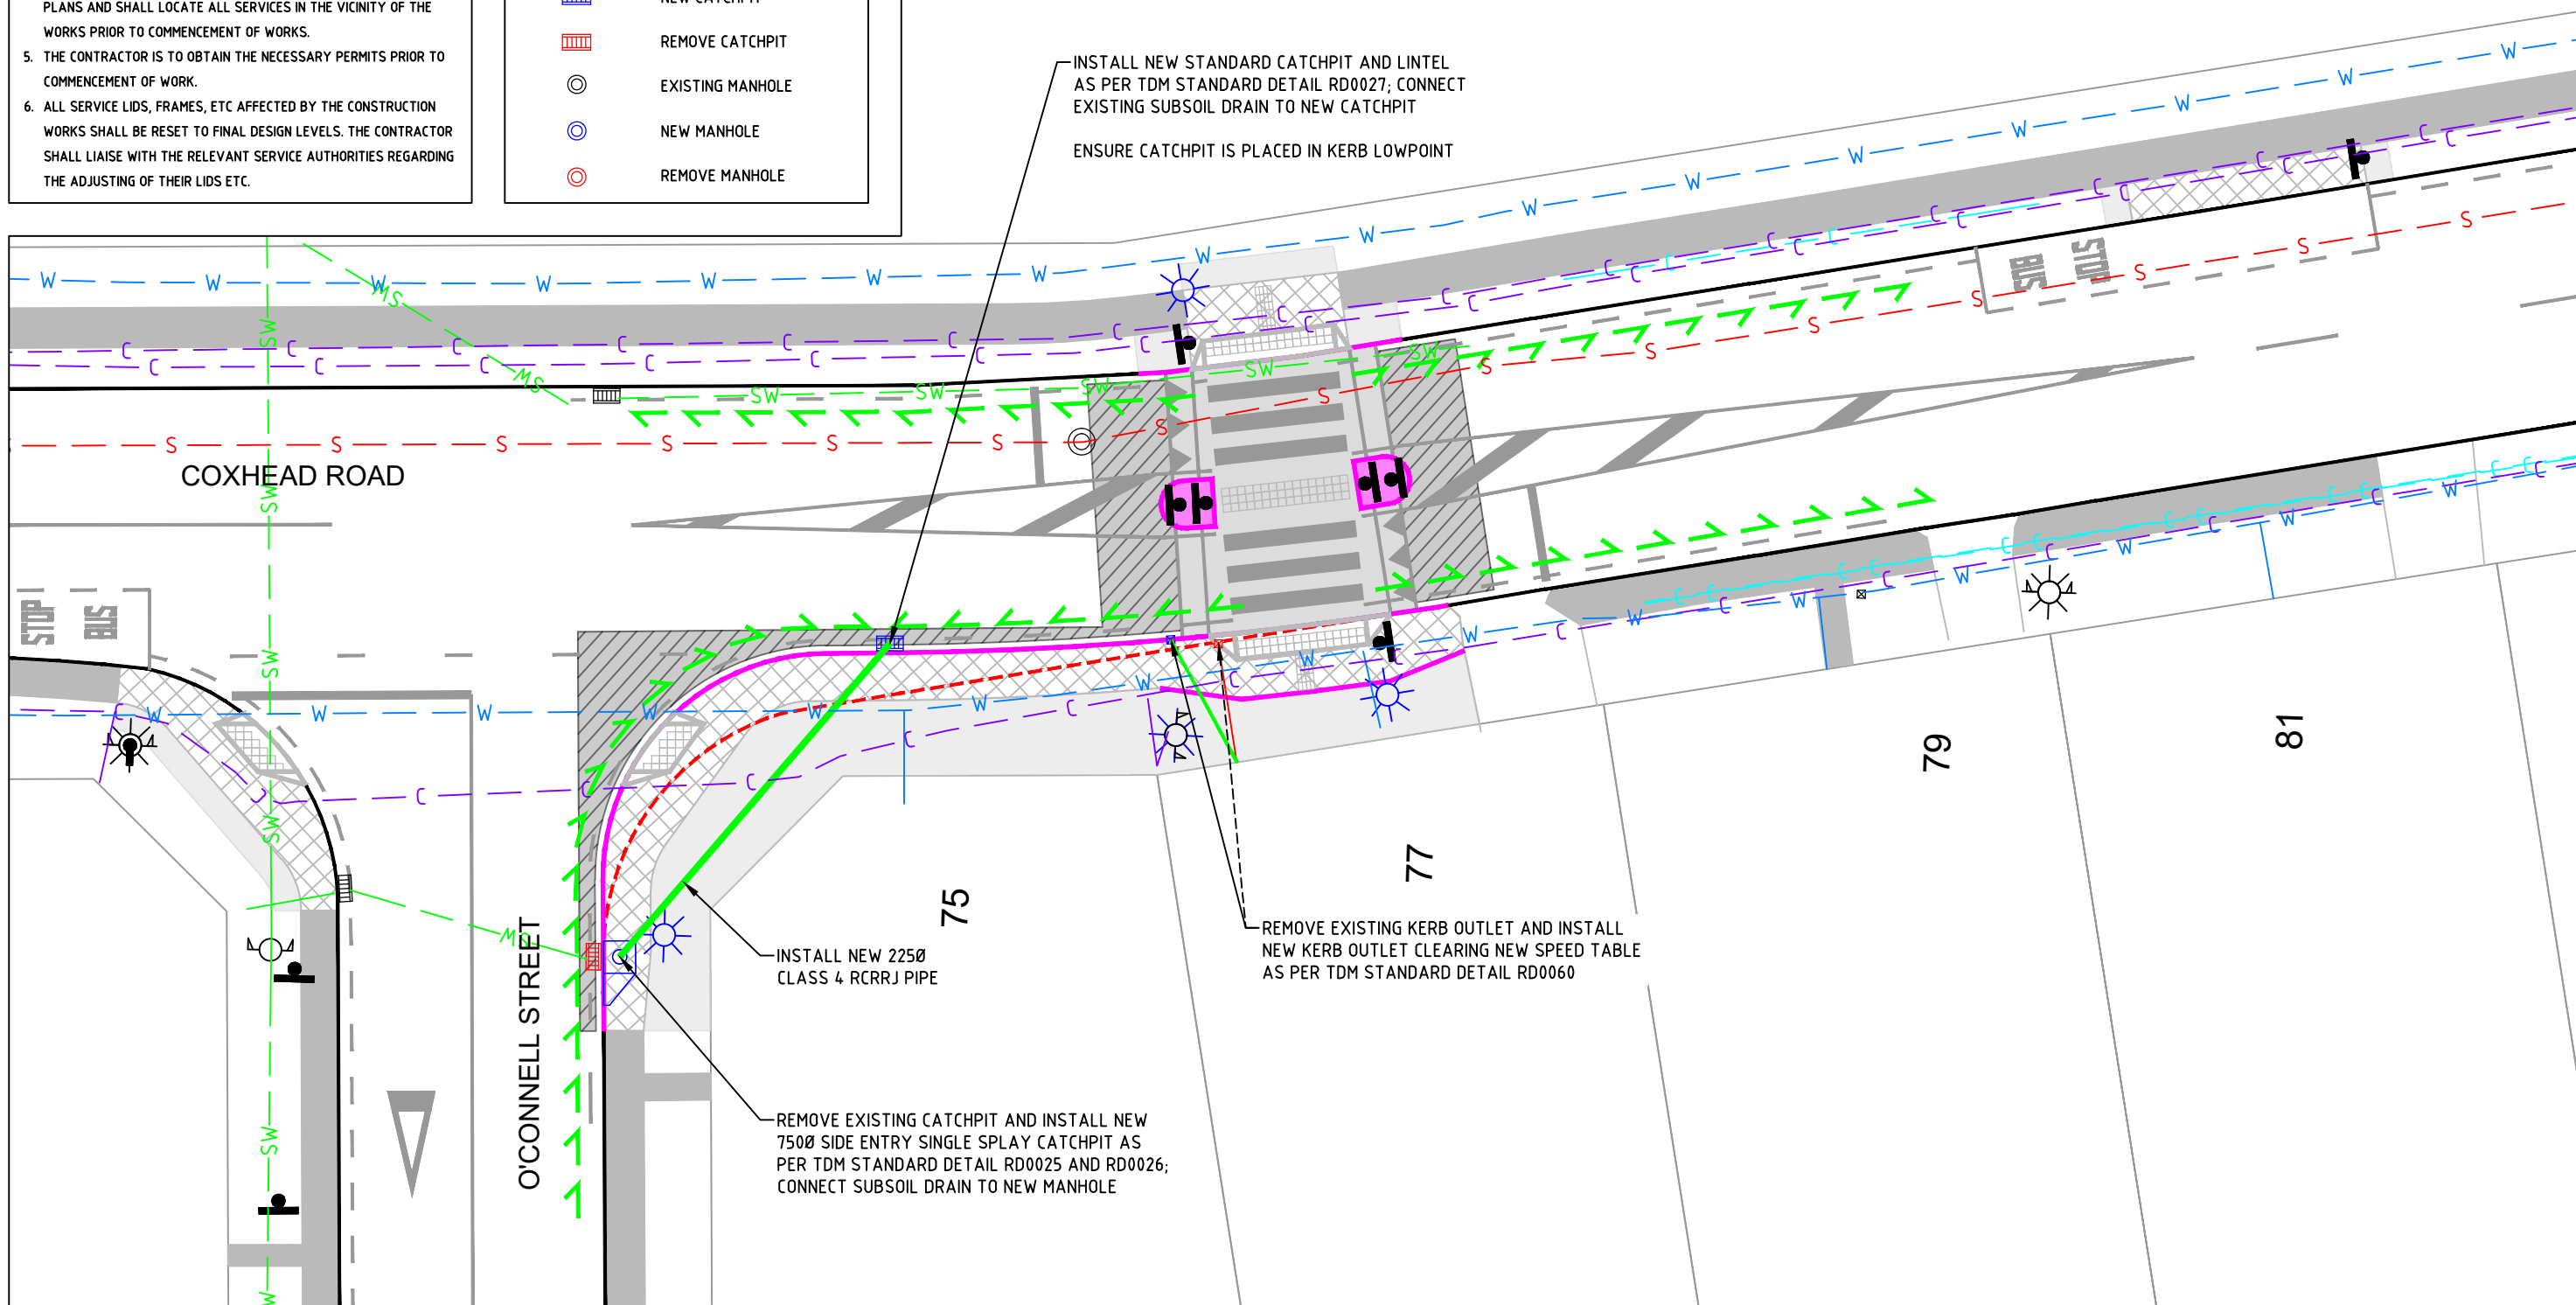 PLANS AND SHALL LOCATE ALL SERVICES IN THE VICINITY OF THE
WORKS PRIOR TO COMMENCEMENT OF WORKS.
5. THE CONTRACTOR IS TO OBTAIN THE NECESSARY PERMITS PRIOR TO
COMMENCEMENT OF WORK.
6. ALL SERVICE LIDS, FRAMES, ETC AFFECTED BY THE CONSTRUCTION
WORKS SHALL BE RESET TO FINAL DESIGN LEVELS. THE CONTRACTOR
SHALL LIAISE WITH THE RELEVANT SERVICE AUTHORITIES REGARDING
THE ADJUSTING OF THEIR LIDS ETC.
NEW CATCHPIT
REMOVE CATCHPIT
EXISTING MANHOLE
NEW MANHOLE
REMOVE MANHOLE
INSTALL NEW STANDARD CATCHPIT AND LINTEL
AS PER TDM STANDARD DETAIL RD0027; CONNECT
EXISTING SUBSOIL DRAIN TO NEW CATCHPIT
ENSURE CATCHPIT IS PLACED IN KERB LOWPOINT
COXHEAD ROAD
BUS
STOP
STOP
BUS
O'CONNELL STREET
75
77
79
81
INSTALL NEW 225Ø
CLASS 4 RCRRJ PIPE
REMOVE EXISTING KERB OUTLET AND INSTALL
NEW KERB OUTLET CLEARING NEW SPEED TABLE
AS PER TDM STANDARD DETAIL RD0060
REMOVE EXISTING CATCHPIT AND INSTALL NEW
750Ø SIDE ENTRY SINGLE SPLAY CATCHPIT AS
PER TDM STANDARD DETAIL RD0025 AND RD0026;
CONNECT SUBSOIL DRAIN TO NEW MANHOLE